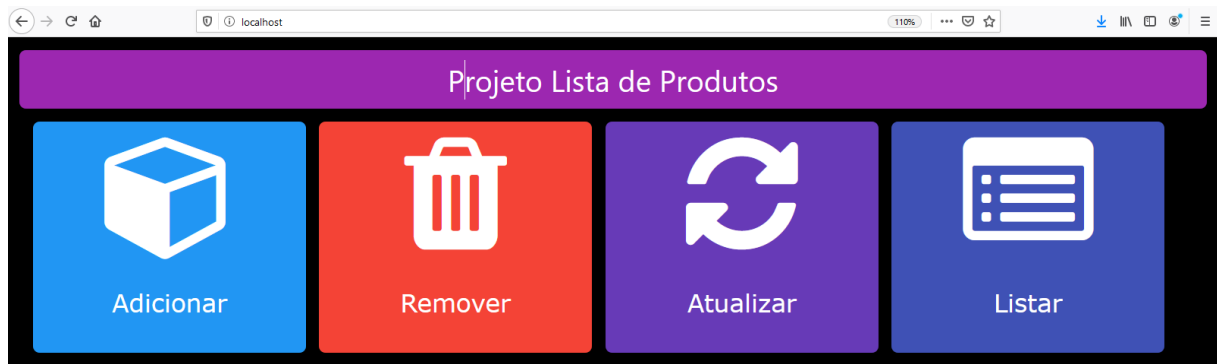 localhost
110%
Projeto Lista de Produtos
Adicionar
Remover
Atualizar
Listar